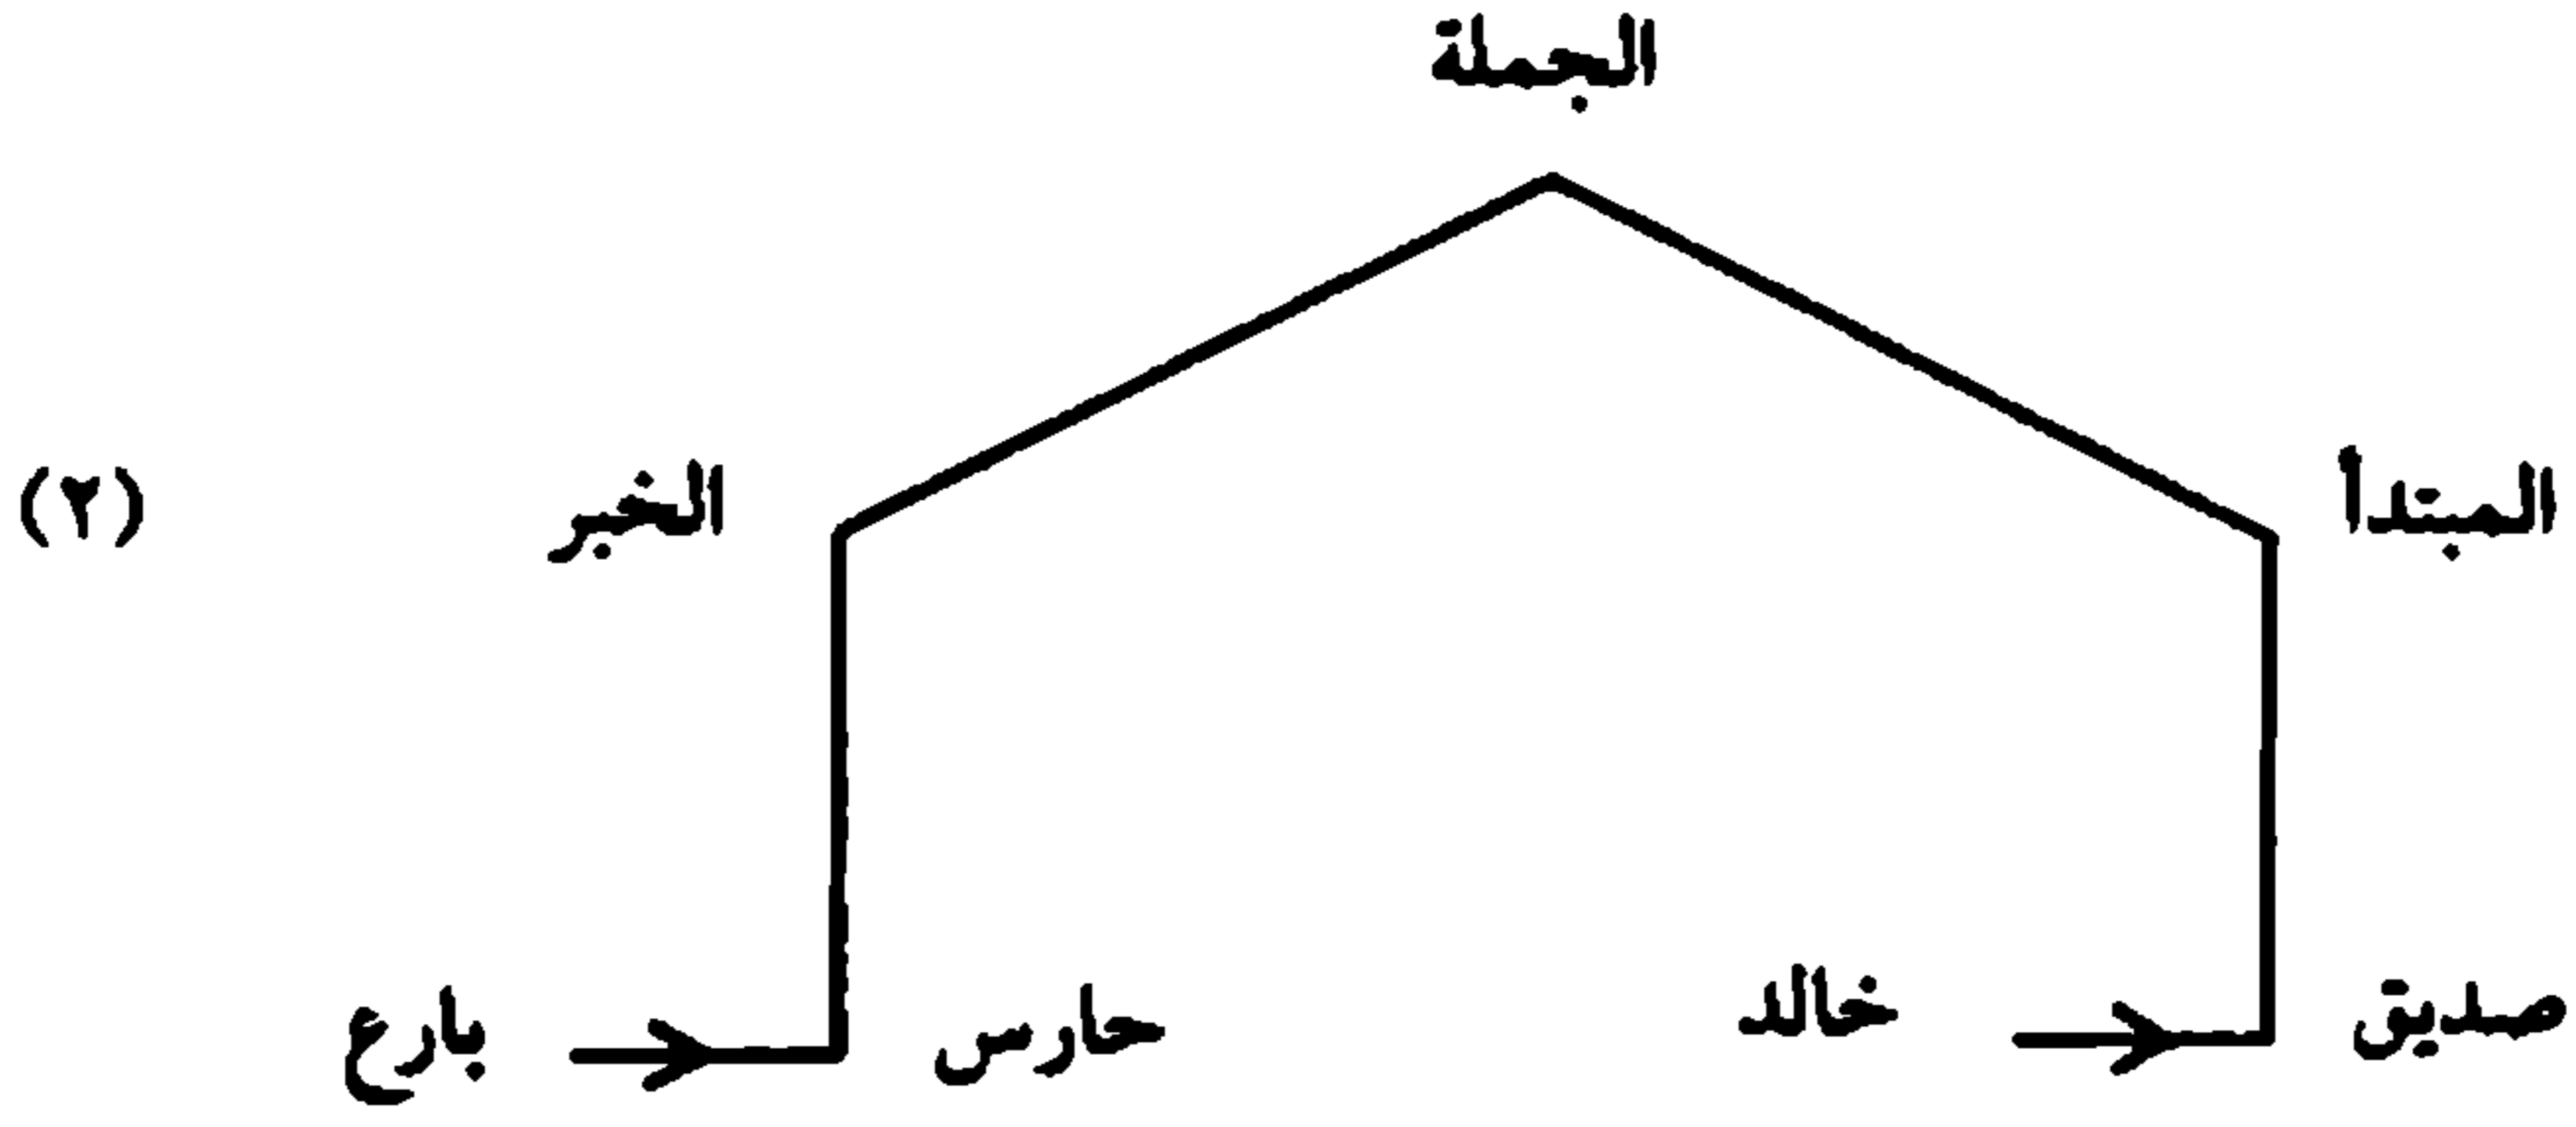 الجملة
المبتدأ الخبر (٢)
صديق خالد حارس بارع